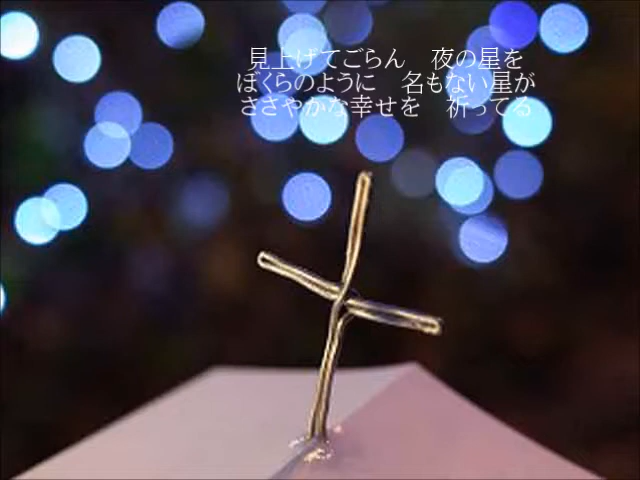 見上げてごらん　夜の星を
ぼくらのように　名もない星が
ささやかな幸せを　祈ってる